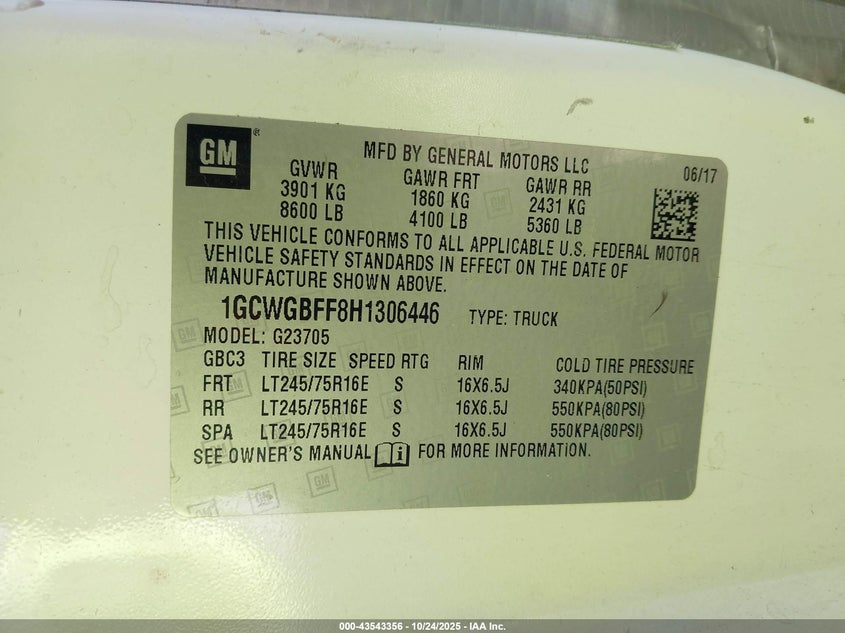 GM ®
MFD BY GENERAL MOTORS LLC 06/17
GVWR GAWR FRT GAWR RR
3901 KG 1860 KG 2431 KG
8600 LB 4100 LB 5360 LB
THIS VEHICLE CONFORMS TO ALL APPLICABLE U.S. FEDERAL MOTOR
VEHICLE SAFETY STANDARDS IN EFFECT ON THE DATE OF
MANUFACTURE SHOWN ABOVE.
1GCWGBFF8H1306446 TYPE: TRUCK
MODEL: G23705
GBC3 TIRE SIZE SPEED RTG RIM COLD TIRE PRESSURE
FRT LT245/75R16E S 16X6.5J 340KPA(50PSI)
RR LT245/75R16E S 16X6.5J 550KPA(80PSI)
SPA LT245/75R16E S 16X6.5J 550KPA(80PSI)
SEE OWNER'S MANUAL i FOR MORE INFORMATION.
000-43543356 - 10/24/2025 - IAA Inc.